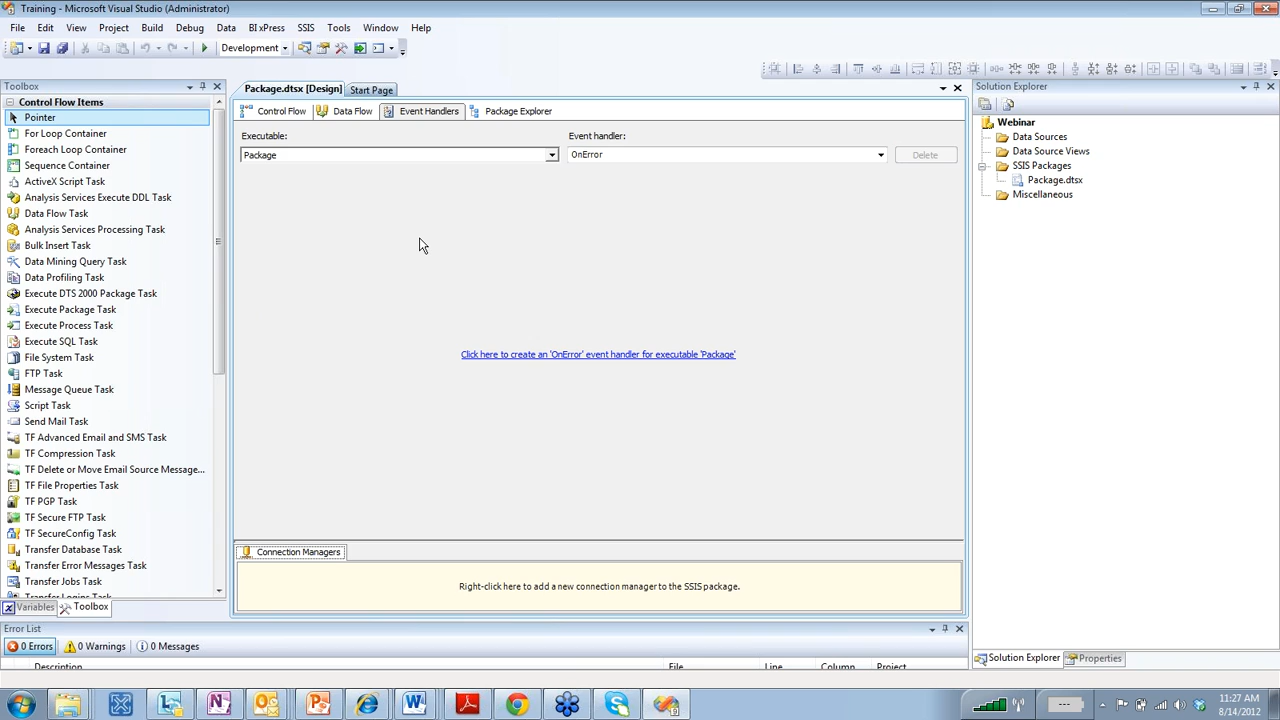 Training - Microsoft Visual Studio (Administrator)
File Edit View Project Build Debug Data BI xPress SSIS Tools Window Help
Development
Toolbox
Control Flow Items
Pointer
For Loop Container
Foreach Loop Container
Sequence Container
ActiveX Script Task
Analysis Services Execute DDL Task
Data Flow Task
Analysis Services Processing Task
Bulk Insert Task
Data Mining Query Task
Data Profiling Task
Execute DTS 2000 Package Task
Execute Package Task
Execute Process Task
Execute SQL Task
File System Task
FTP Task
Message Queue Task
Script Task
Send Mail Task
TF Advanced Email and SMS Task
TF Compression Task
TF Delete or Move Email Source Message...
TF File Properties Task
TF PGP Task
TF Secure FTP Task
TF SecureConfig Task
Transfer Database Task
Transfer Error Messages Task
Transfer Jobs Task
Transfer Logins Task
Variables Toolbox
Package.dtsx [Design] Start Page
Control Flow Data Flow Event Handlers Package Explorer
Executable: Event handler:
Package OnError Delete
Click here to create an 'OnError' event handler for executable 'Package'
Connection Managers
Right-click here to add a new connection manager to the SSIS package.
Solution Explorer
Webinar
Data Sources
Data Source Views
SSIS Packages
Package.dtsx
Miscellaneous
Solution Explorer Properties
Error List
0 Errors 0 Warnings 0 Messages
Description File Line Column Project
11:27 AM
8/14/2012